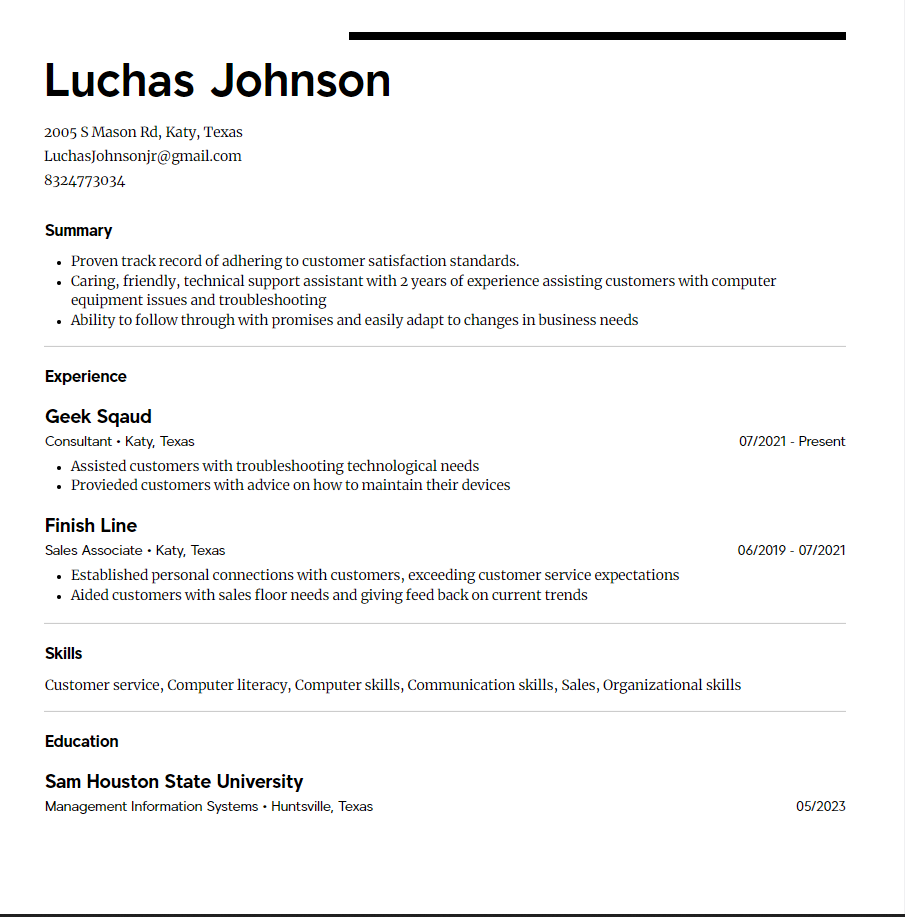 Luchas Johnson
2005 S Mason Rd, Katy, Texas
LuchasJohnsonjr@gmail.com
8324773034
Summary
• Proven track record of adhering to customer satisfaction standards.
• Caring, friendly, technical support assistant with 2 years of experience assisting customers with computer
equipment issues and troubleshooting
• Ability to follow through with promises and easily adapt to changes in business needs
Experience
Geek Sqaud
Consultant • Katy, Texas 07/2021 - Present
• Assisted customers with troubleshooting technological needs
• Provieded customers with advice on how to maintain their devices
Finish Line
Sales Associate • Katy, Texas 06/2019 - 07/2021
• Established personal connections with customers, exceeding customer service expectations
• Aided customers with sales floor needs and giving feed back on current trends
Skills
Customer service, Computer literacy, Computer skills, Communication skills, Sales, Organizational skills
Education
Sam Houston State University
Management Information Systems • Huntsville, Texas 05/2023